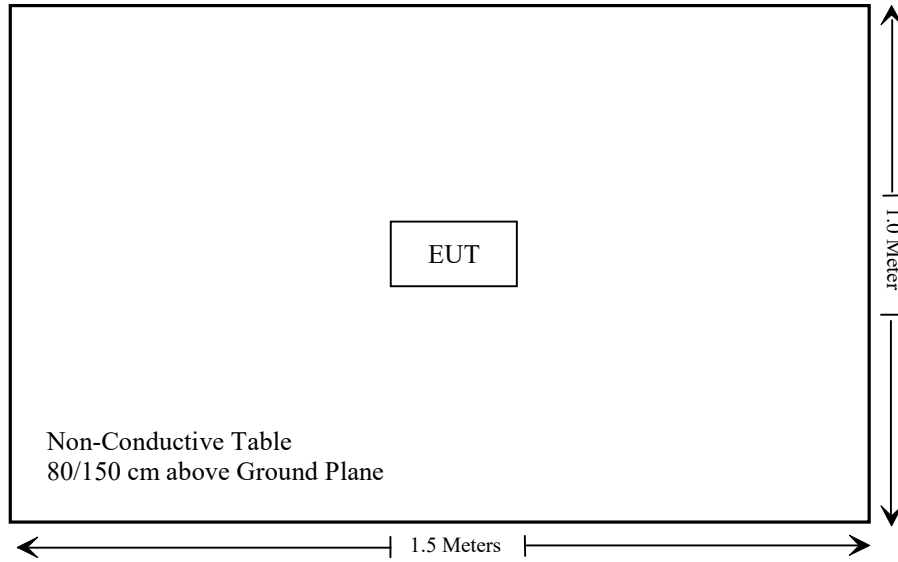 EUT
1.0 Meter
Non-Conductive Table
80/150 cm above Ground Plane
1.5 Meters